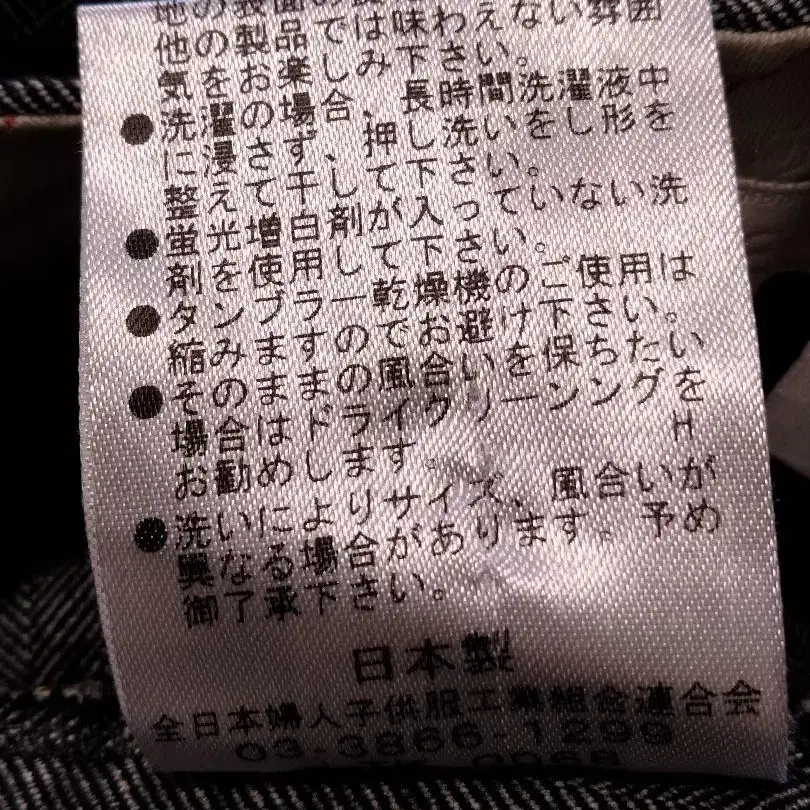 他の製品では味わえない雰囲
気をお楽しみ下さい。
●洗濯の場合、長時間洗濯液中
に浸さず、押し洗いをし形を
整えて干して下さい。
●蛍光増白剤が入っていない洗
剤を使用して下さい。
●タンブラー乾燥機のご使用は
縮みますのでお避け下さい。
●そのままの風合いを保ちたい
場合はドライクリーニングを
お勧めします。 H
●洗いによりサイズ、風合いが
異なる場合があります。予め
御了承下さい。
日本製
全日本婦人子供服工業組合連合会
03-3866-1299